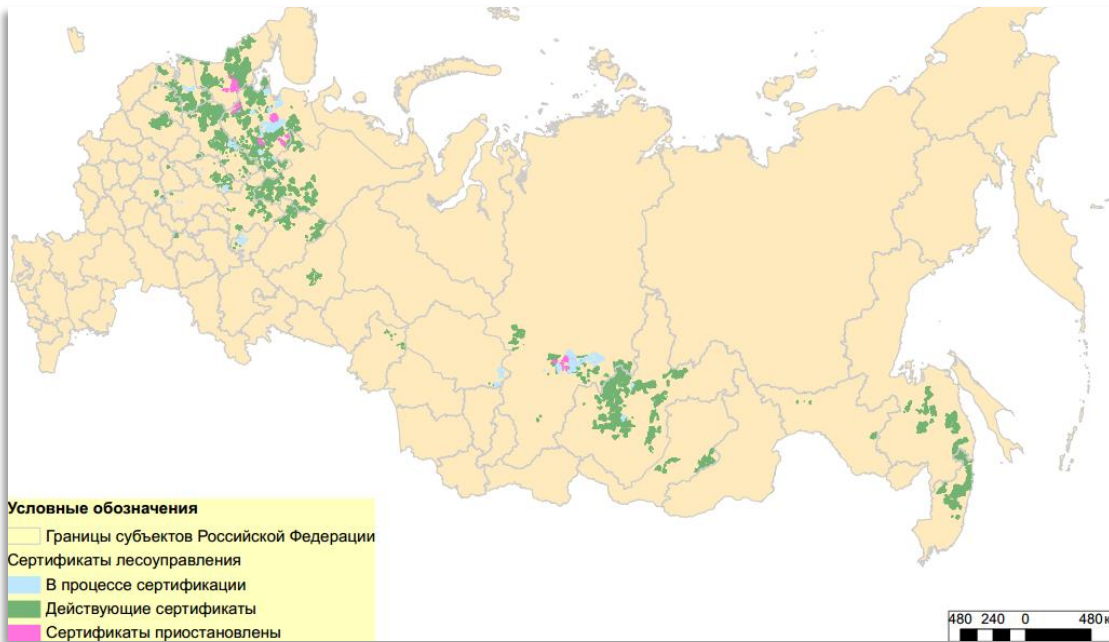 Условные обозначения
Границы субъектов Российской Федерации
Сертификаты лесоуправления
В процессе сертификации
Действующие сертификаты
Сертификаты приостановлены
480 240 0 480 к